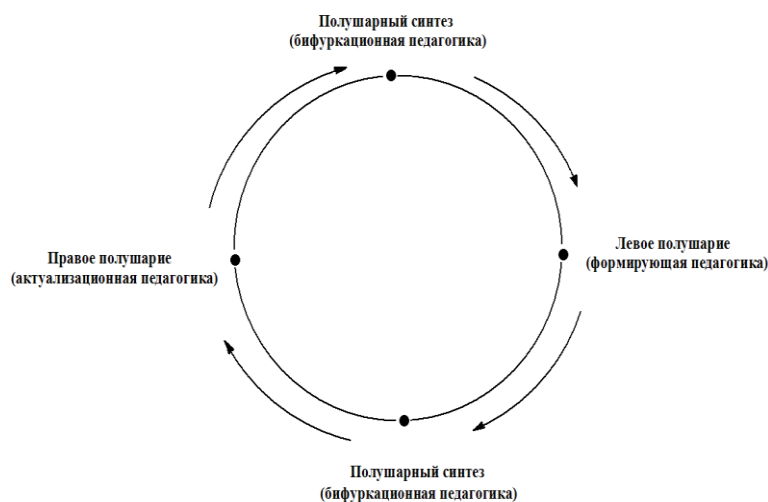 Полушарный синтез
(бифуркационная педагогика)
Правое полушарие
(актуализационная педагогика)
Левое полушарие
(формирующая педагогика)
Полушарный синтез
(бифуркационная педагогика)